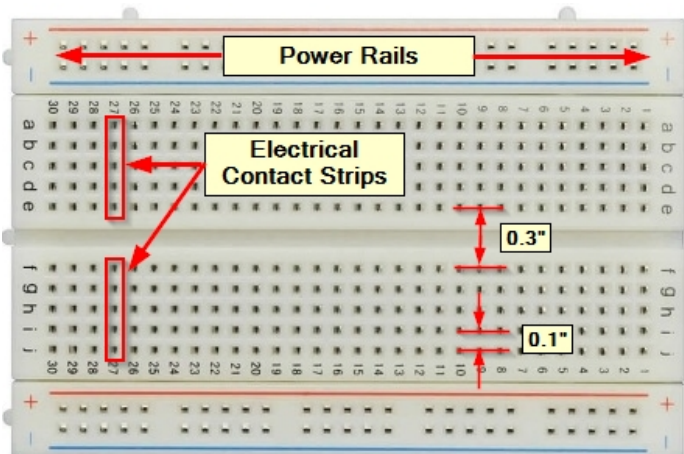 + Power Rails +
- -
30 29 28 27 26 25 24 23 22 21 20 19 18 17 16 15 14 13 12 11 10 9 8 7 6 5 4 3 2 1
a a
b Electrical b
c Contact Strips c
d d
e e
0.3"
f f
g g
h h
i 0.1" i
j j
30 29 28 27 26 25 24 23 22 21 20 19 18 17 16 15 14 13 12 11 10 9 8 7 6 5 4 3 2 1
+ +
- -